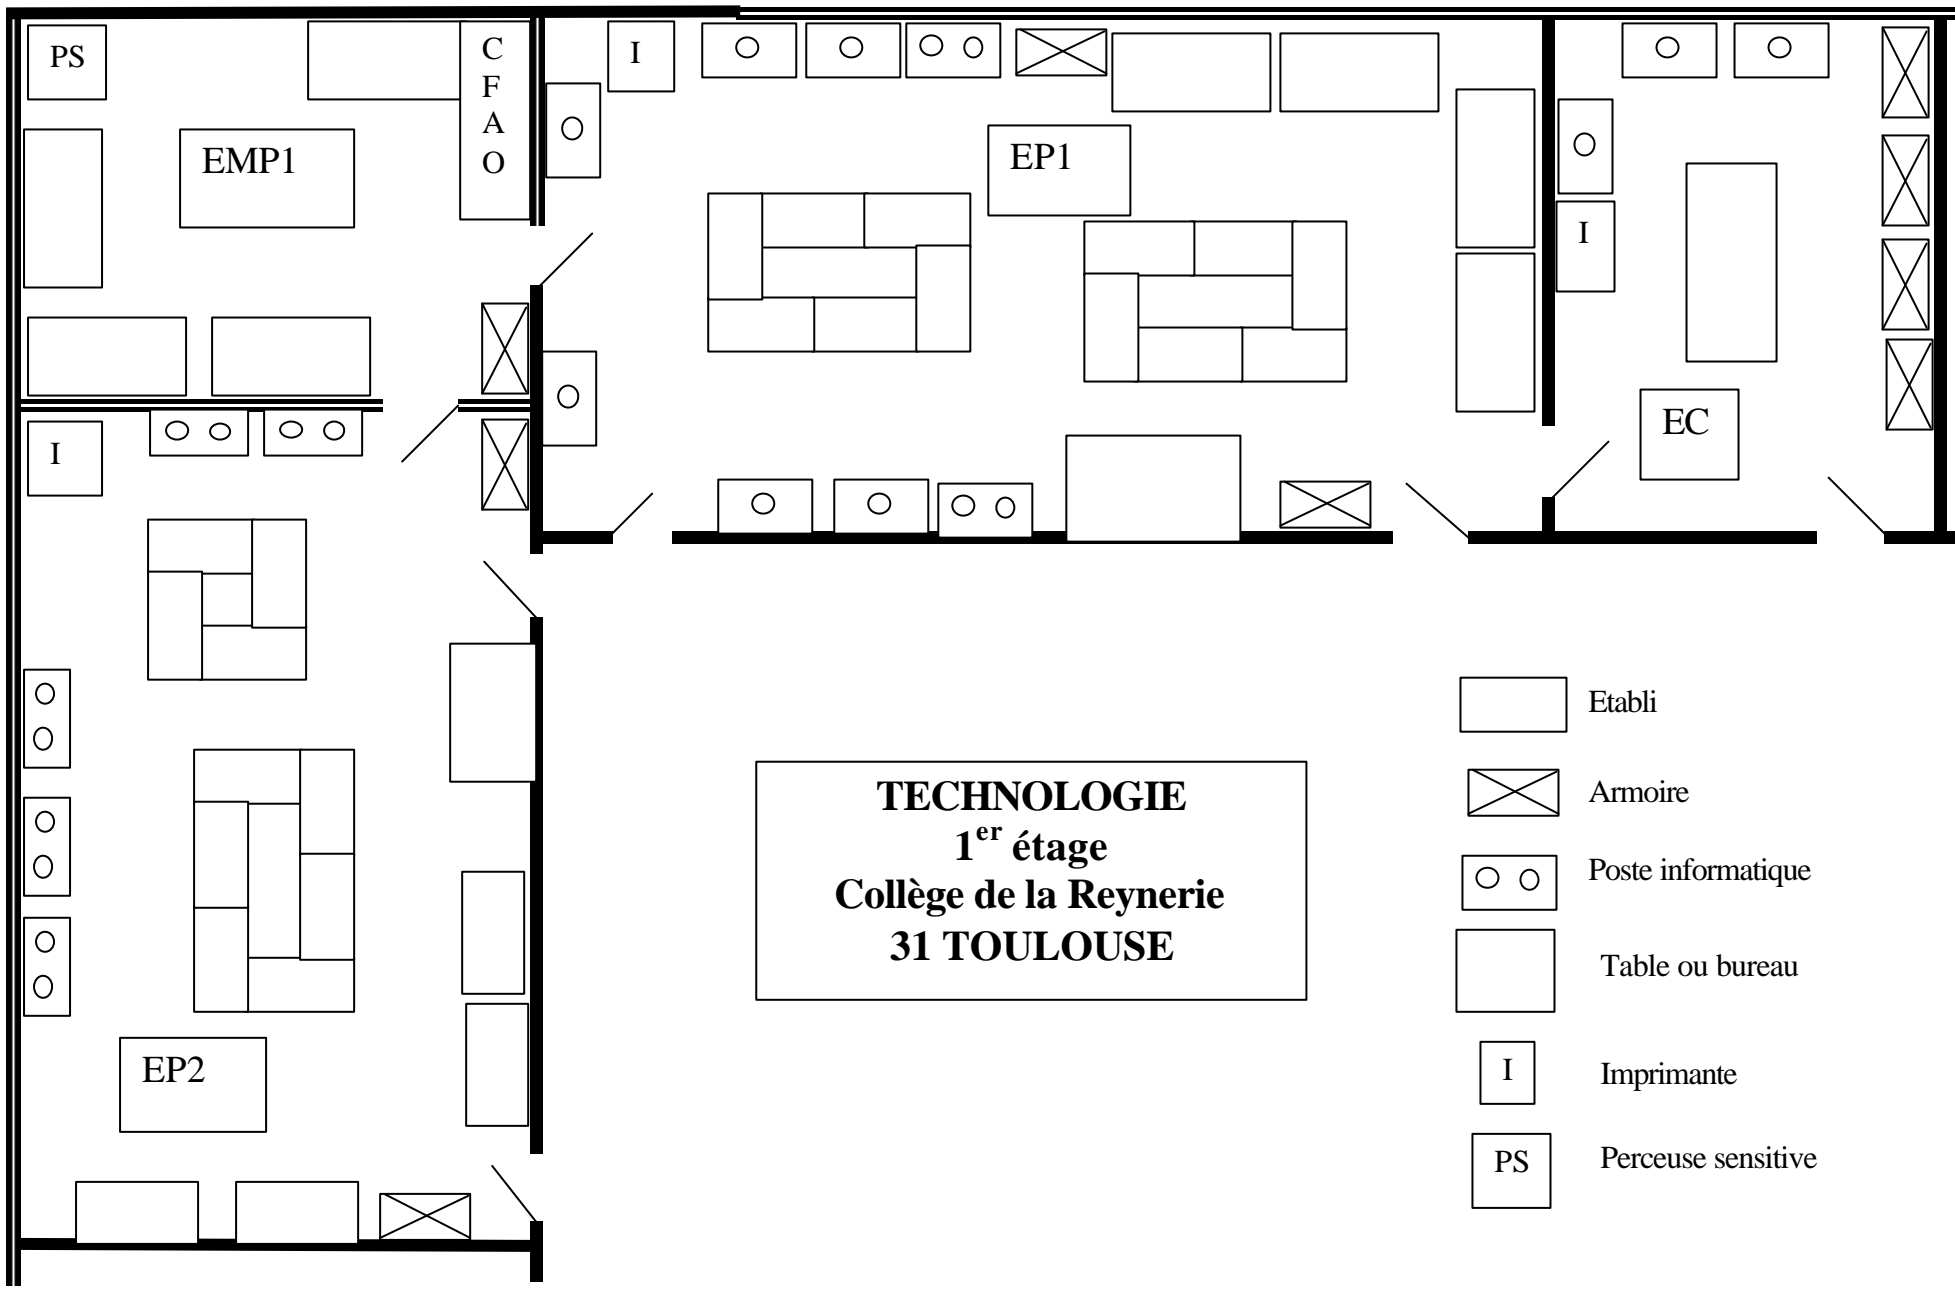 PS
C
F
A
O
EMP1
I
EP1
I
EC
I
EP2
TECHNOLOGIE
1er étage
Collège de la Reynerie
31 TOULOUSE
Etabli
Armoire
Poste informatique
Table ou bureau
I Imprimante
PS Perceuse sensitive